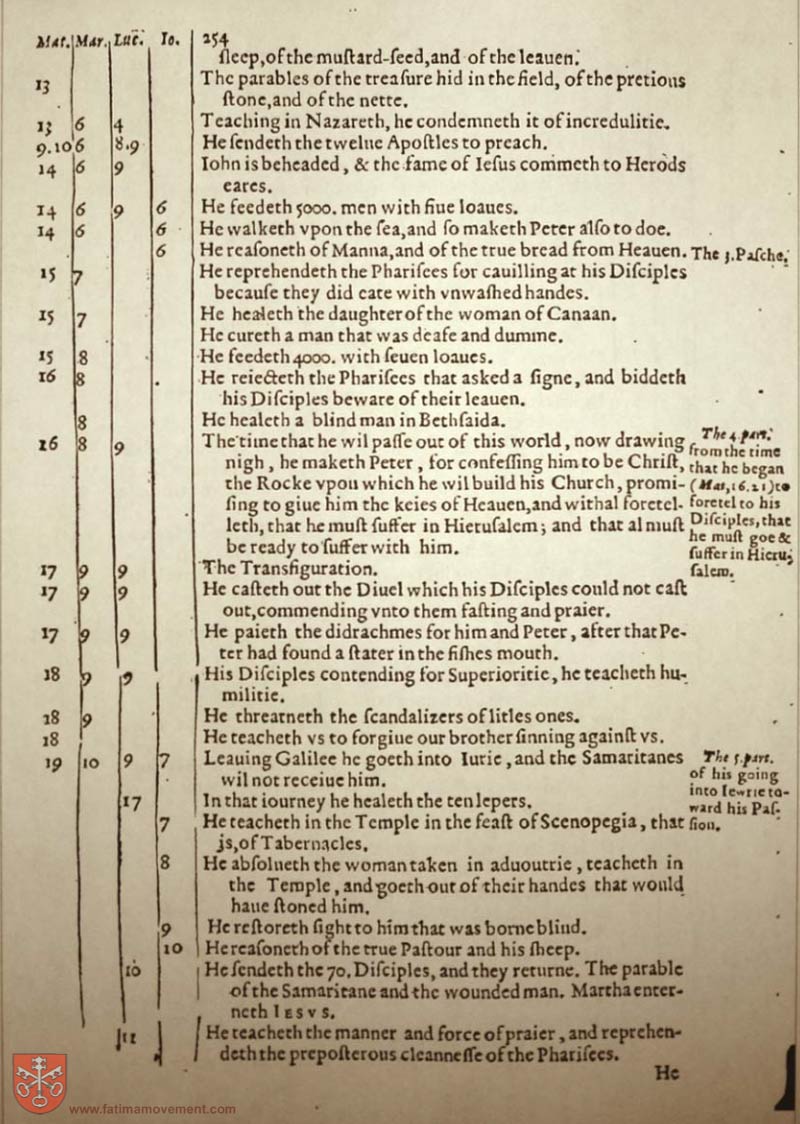 Mat. Mar. Luc. Io. 254
ſleep, of the muſtard-ſeed, and of the leauen.
13 The parables of the treaſure hid in the field, of the pretious
ſtone, and of the nette.
13 6 4 Teaching in Nazareth, he condemneth it of incredulitie.
9.10 6 8.9 He ſendeth the twelue Apoſtles to preach.
14 6 9 Iohn is beheaded, & the fame of Ieſus commeth to Herods
eares.
14 6 9 6 He feedeth 5000. men with fiue loaues.
14 6 6 He walketh vpon the ſea, and ſo maketh Peter alſo to doe.
6 He reaſoneth of Manna, and of the true bread from Heauen. The 3. Paſche.
15 7 He reprehendeth the Phariſees for cauilling at his Diſciples
becauſe they did eate with vnwaſhed handes.
15 7 He healeth the daughter of the woman of Canaan.
He cureth a man that was deafe and dumme.
15 8 He feedeth 4000. with ſeuen loaues.
16 8 He reiecteth the Phariſees that asked a ſigne, and biddeth
his Diſciples beware of their leauen.
8 He healeth a blind man in Bethſaida.
16 8 9 The time that he wil paſſe out of this world, now drawing
nigh, he maketh Peter, for confeſſing him to be Chriſt,
the Rocke vpon which he wil build his Church, promi-
ſing to giue him the keies of Heauen, and withal foretel-
leth, that he muſt ſuffer in Hieruſalem; and that al muſt
be ready to ſuffer with him.
The 4. part.
from the time
that he began
(Mat, 16. 21) to
foretel to his
Diſciples, that
he muſt goe &
ſuffer in Hieru-
ſalem.
17 9 9 The Transfiguration.
17 9 9 He caſteth out the Diuel which his Diſciples could not caſt
out, commending vnto them faſting and praier.
17 9 9 He paieth the didrachmes for him and Peter, after that Pe-
ter had found a ſtater in the fiſhes mouth.
18 9 9 His Diſciples contending for Superioritie, he teacheth hu-
militie.
18 9 He threatneth the ſcandalizers of litles ones.
18 He teacheth vs to forgiue our brother ſinning againſt vs.
19 10 9 7 Leauing Galilee he goeth into Iurie, and the Samaritanes
wil not receiue him.
The 5. part.
of his going
into Iewrie to-
ward his Paſ-
ſion.
17 In that iourney he healeth the ten lepers.
7 He teacheth in the Temple in the feaſt of Scenopegia, that
is, of Tabernacles.
8 He abſolueth the woman taken in aduoutrie, teacheth in
the Temple, and goeth out of their handes that would
haue ſtoned him.
9 He reſtoreth ſight to him that was borne blind.
10 He reaſoneth of the true Paſtour and his ſheep.
10 He ſendeth the 70. Diſciples, and they returne. The parable
of the Samaritane and the wounded man. Martha enter-
neth IESVS.
11 He teacheth the manner and force of praier, and reprehen-
deth the prepoſterous cleanneſſe of the Phariſees.
He
www.fatimamovement.com